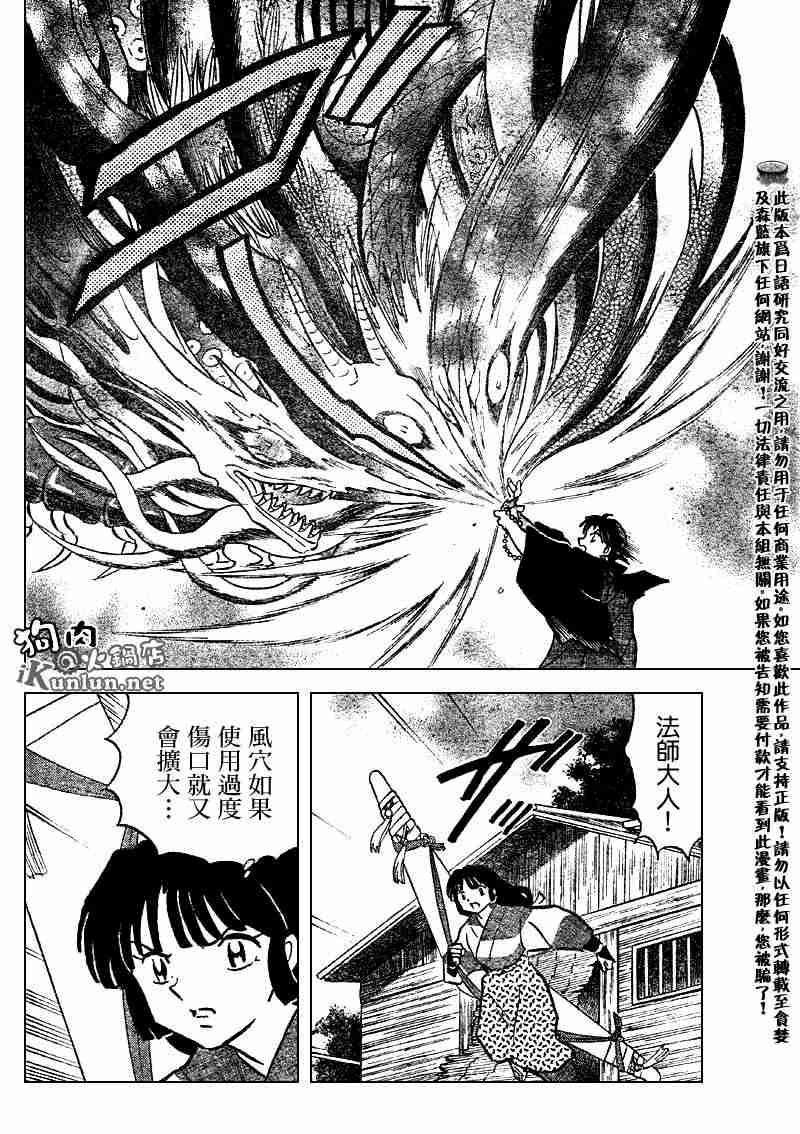 法師大人！
風穴如果
使用過度
傷口就又
會擴大…
狗肉
@火鍋店
iKunlun.net
此版本爲日語研究同好交流之用，請勿用于任何商業用途。如您喜歡此作品，請支持正版！請勿以任何形式轉載至貪婪
及森藍旗下任何網站，謝謝！一切法律責任與本組無關。如果您被告知需要付款才能看到此漫畫，那麽，您被騙了！